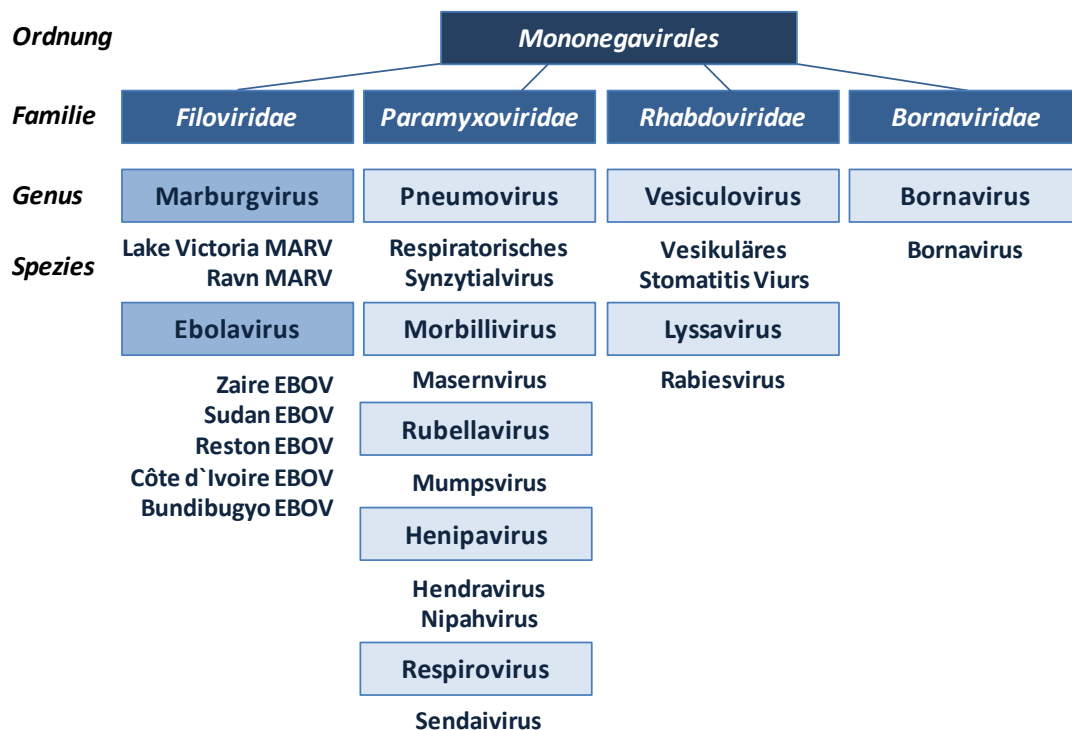 Ordnung
Mononegavirales
Familie
Filoviridae
Paramyxoviridae
Rhabdoviridae
Bornaviridae
Genus
Marburgvirus
Pneumovirus
Vesiculovirus
Bornavirus
Spezies
Lake Victoria MARV
Ravn MARV
Respiratorisches
Synzytialvirus
Vesikuläres
Stomatitis Viurs
Bornavirus
Ebolavirus
Morbillivirus
Lyssavirus
Zaire EBOV
Sudan EBOV
Reston EBOV
Côte d`Ivoire EBOV
Bundibugyo EBOV
Masernvirus
Rabiesvirus
Rubellavirus
Mumpsvirus
Henipavirus
Hendravirus
Nipahvirus
Respirovirus
Sendaivirus